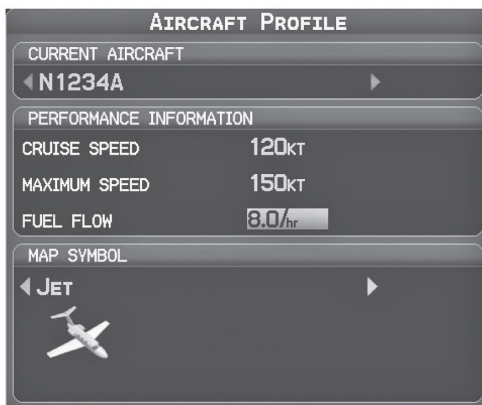 AIRCRAFT PROFILE
CURRENT AIRCRAFT
N1234A
PERFORMANCE INFORMATION
CRUISE SPEED 120KT
MAXIMUM SPEED 150KT
FUEL FLOW 8.0/hr
MAP SYMBOL
JET